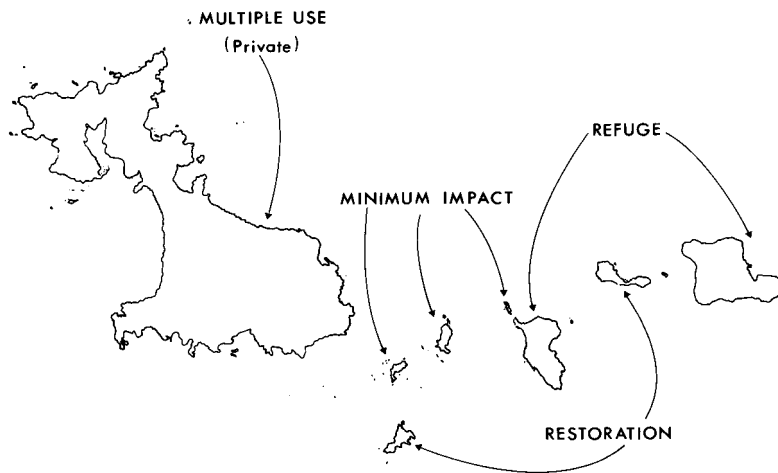 MULTIPLE USE
(Private)
REFUGE
MINIMUM IMPACT
RESTORATION